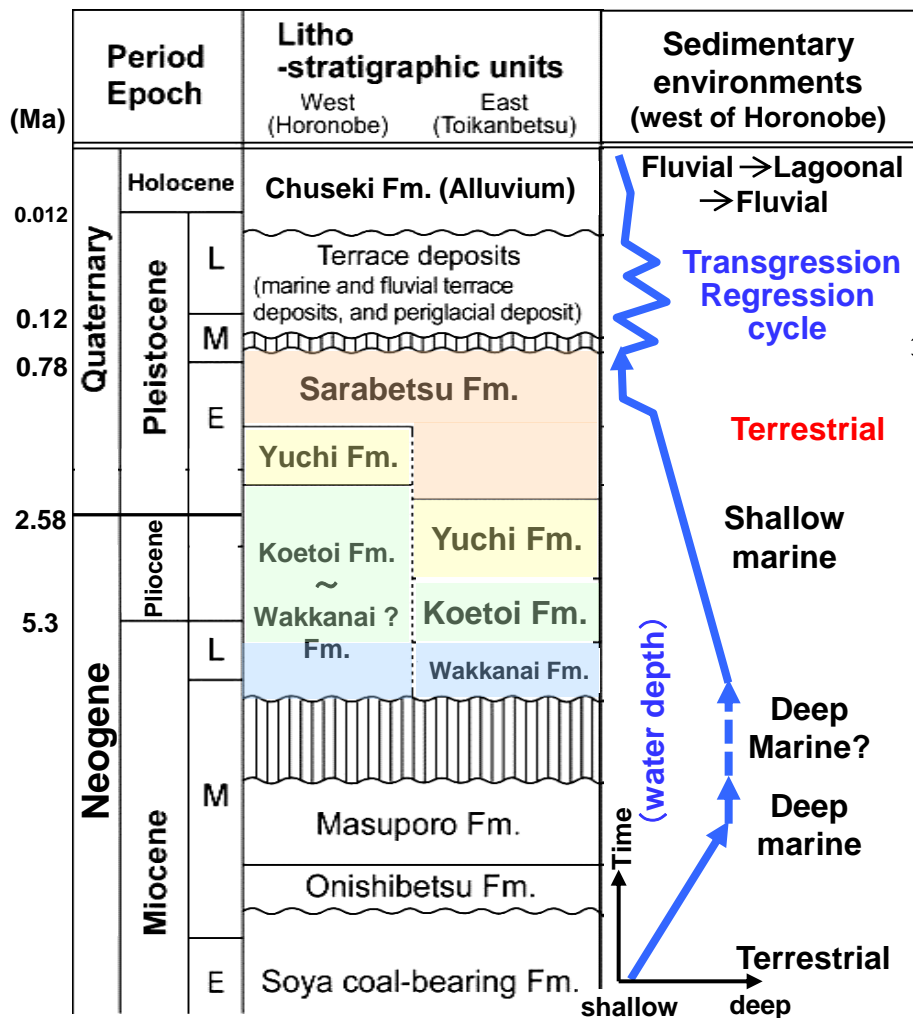 Period
Epoch
Litho
-stratigraphic units
West
(Horonobe)
East
(Toikanbetsu)
Sedimentary
environments
(west of Horonobe)
(Ma)
0.012
0.12
0.78
2.58
5.3
Quaternary
Neogene
Holocene
Pleistocene
Pliocene
Miocene
L
M
E
L
M
E
Chuseki Fm. (Alluvium)
Terrace deposits
(marine and fluvial terrace
deposits, and periglacial deposit)
Sarabetsu Fm.
Yuchi Fm.
Koetoi Fm.
~
Wakkanai ?
Fm.
Yuchi Fm.
Koetoi Fm.
Wakkanai Fm.
Masuporo Fm.
Onishibetsu Fm.
Soya coal-bearing Fm.
Fluvial →Lagoonal
→Fluvial
Transgression
Regression
cycle
Terrestrial
Shallow
marine
(water depth)
Deep
Marine?
Deep
marine
Time
Terrestrial
shallow
deep